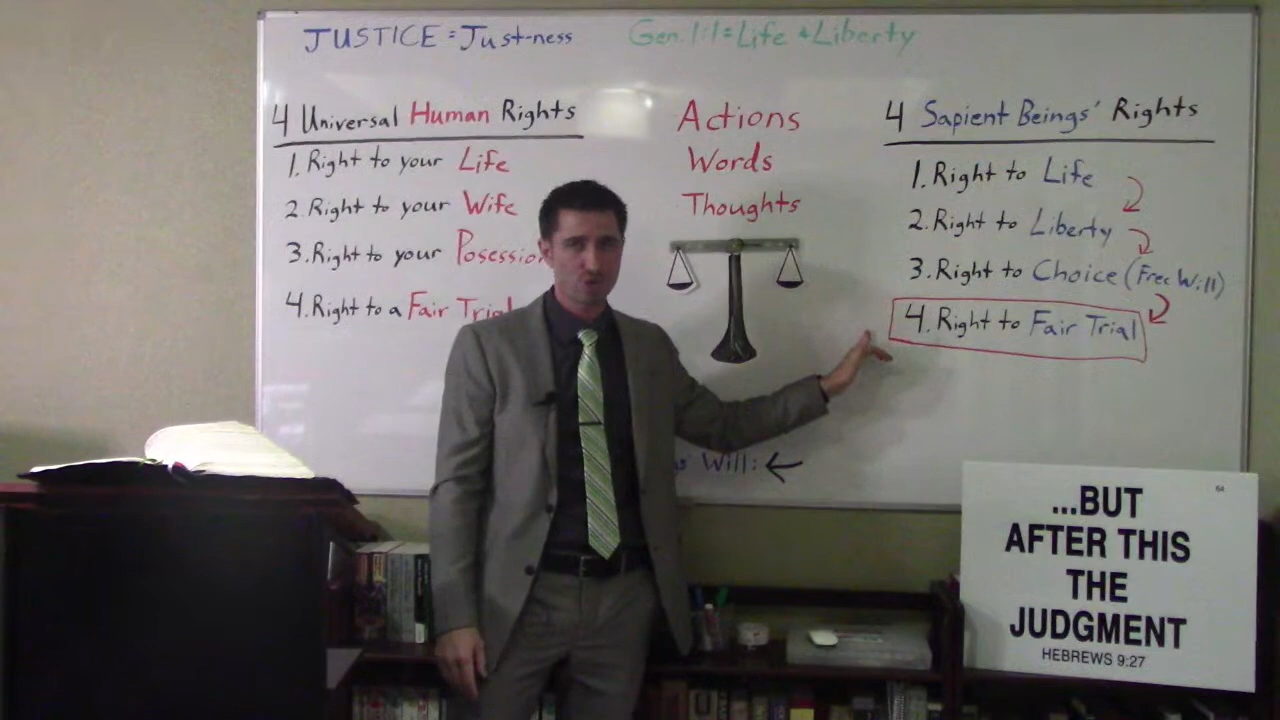 JUSTICE = Just-ness
Gen. 1:1 = Life & Liberty
4 Universal Human Rights
1. Right to your Life
2. Right to your Wife
3. Right to your Posession
4. Right to a Fair Trial
Actions
Words
Thoughts
4 Sapient Beings' Rights
1. Right to Life
2. Right to Liberty
3. Right to Choice (Free Will)
4. Right to Fair Trial
Will: ←
64
...BUT
AFTER THIS
THE
JUDGMENT
HEBREWS 9:27